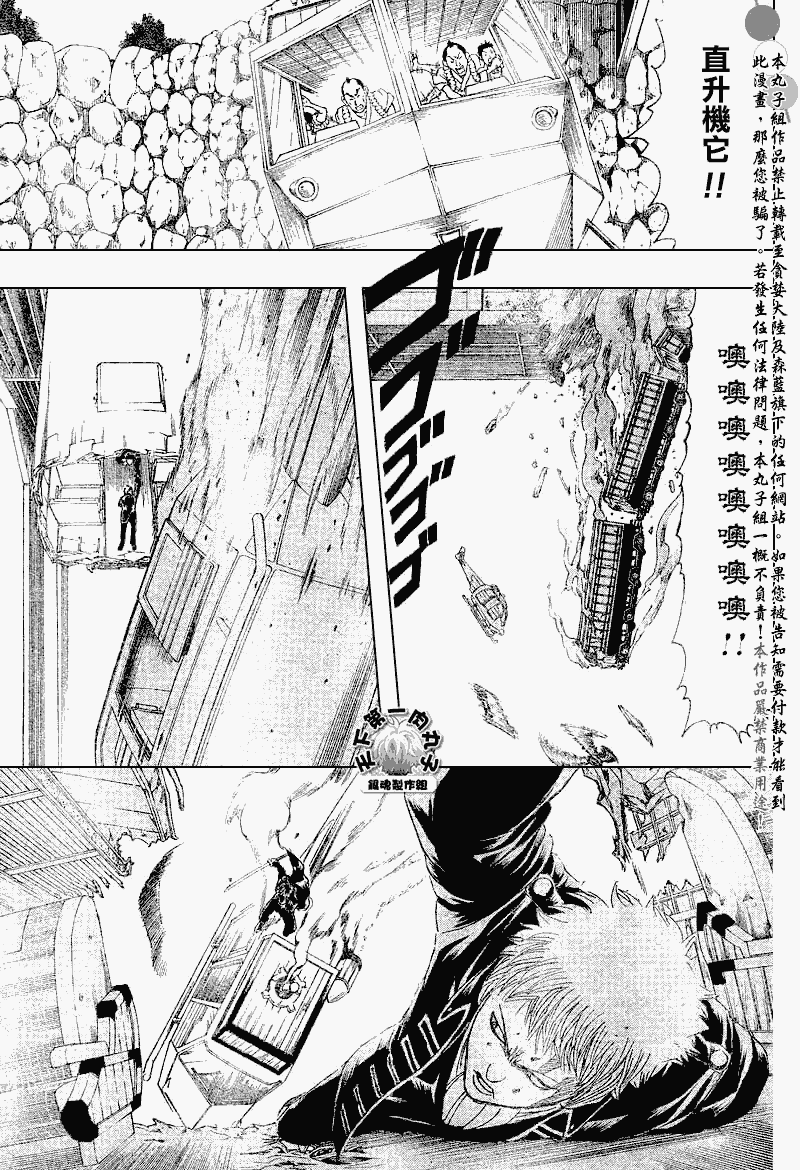 直升機它!!
本丸子組作品禁止轉載至貪婪大陸及森藍旗下的任何網站。如果您被告知需要付款才能看到
此漫畫，那麼您被騙了。若發生任何法律問題，本丸子組一概不負責！本作品嚴禁商業用途！
噢噢噢噢噢噢噢噢!!
ゴゴゴゴゴ
天下第一肉丸子
銀魂製作組